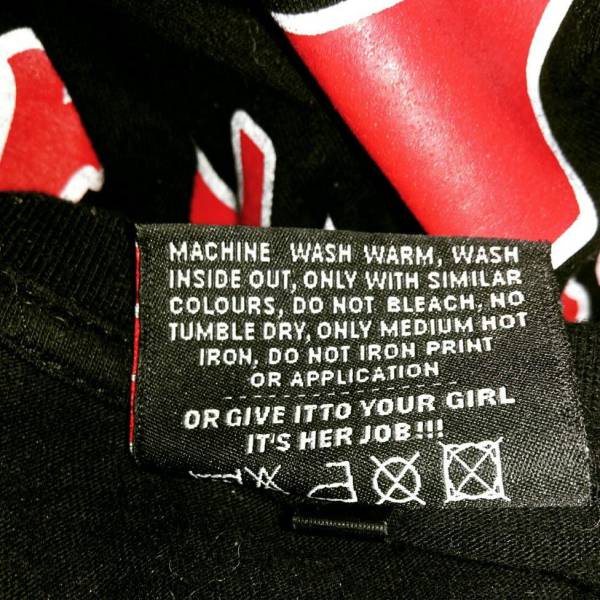 MACHINE WASH WARM, WASH
INSIDE OUT, ONLY WITH SIMILAR
COLOURS, DO NOT BLEACH, NO
TUMBLE DRY, ONLY MEDIUM HOT
IRON, DO NOT IRON PRINT
OR APPLICATION
OR GIVE ITTO YOUR GIRL
IT'S HER JOB!!!